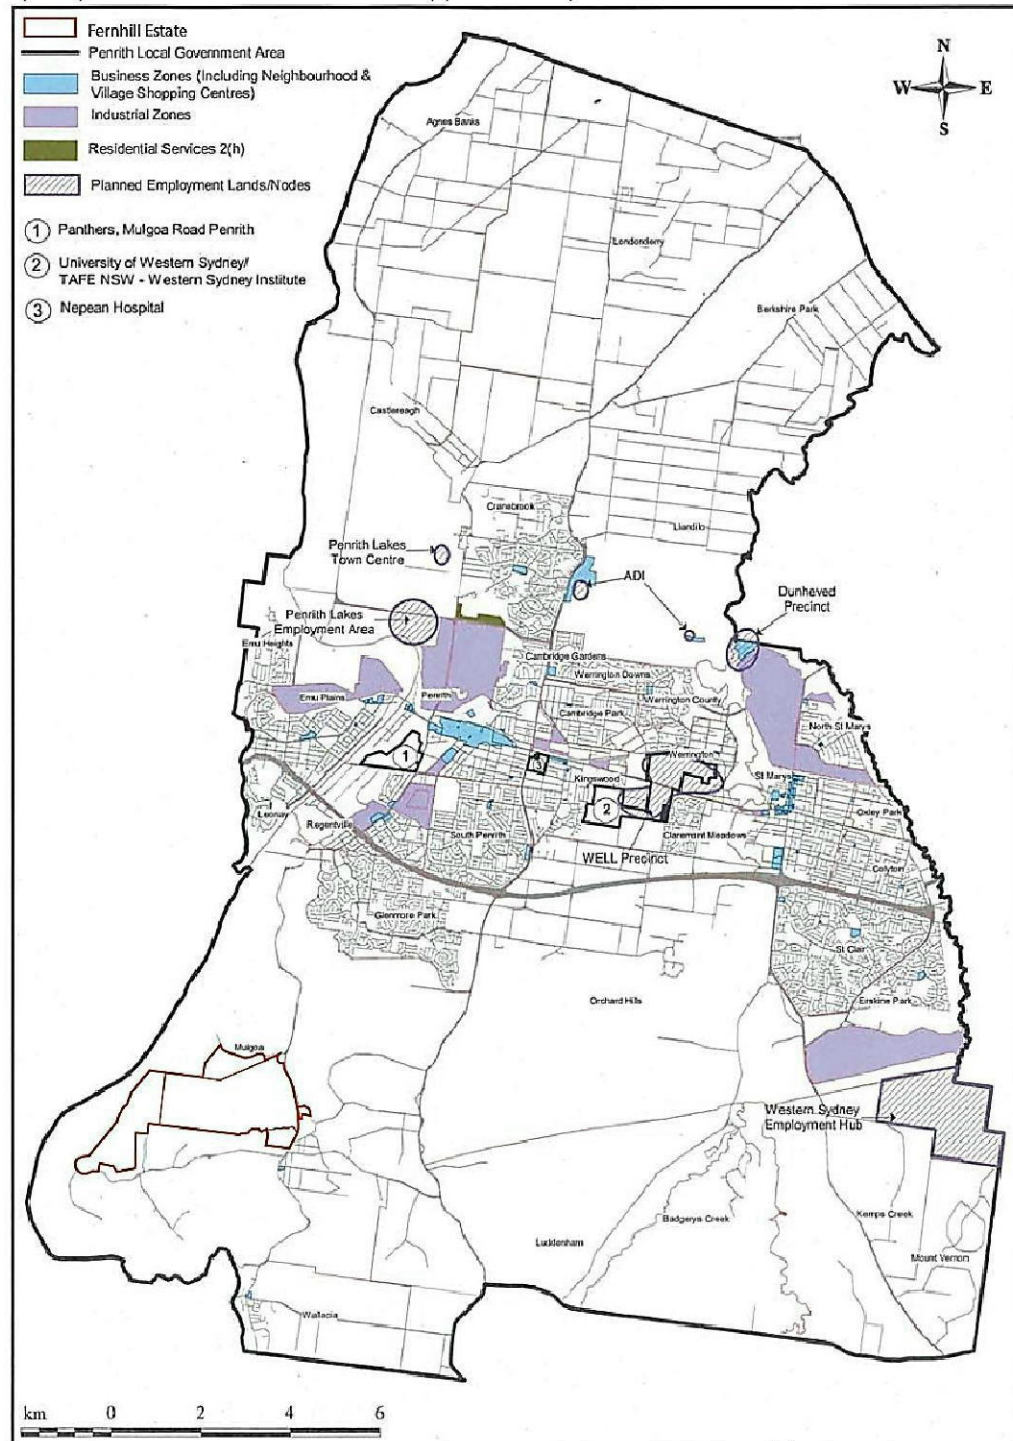 Fernhill Estate
Penrith Local Government Area
Business Zones (Including Neighbourhood &
Village Shopping Centres)
Industrial Zones
Residential Services 2(h)
Planned Employment Lands/Nodes
1 Panthers, Mulgoa Road Penrith
2 University of Western Sydney/
TAFE NSW - Western Sydney Institute
3 Nepean Hospital
N
W E
S
Agnes Banks
Londonderry
Berkshire Park
Castlereagh
Cranebrook
Llandilo
Penrith Lakes
Town Centre
ADI
Dunheved
Precinct
Penrith Lakes
Employment Area
Emu Heights
Cambridge Gardens
Werrington Downs
Emu Plains
Penrith
Werrington County
Cambridge Park
North St Marys
1
3
Werrington
Kingswood
St Marys
2
Leonay
Regentville
South Penrith
Claremont Meadows
Oxley Park
WELL Precinct
Colyton
Glenmore Park
St Clair
Orchard Hills
Erskine Park
Mulgoa
Western Sydney
Employment Hub
Badgerys Creek
Kemps Creek
Luddenham
Mount Vernon
Wallacia
km 0 2 4 6